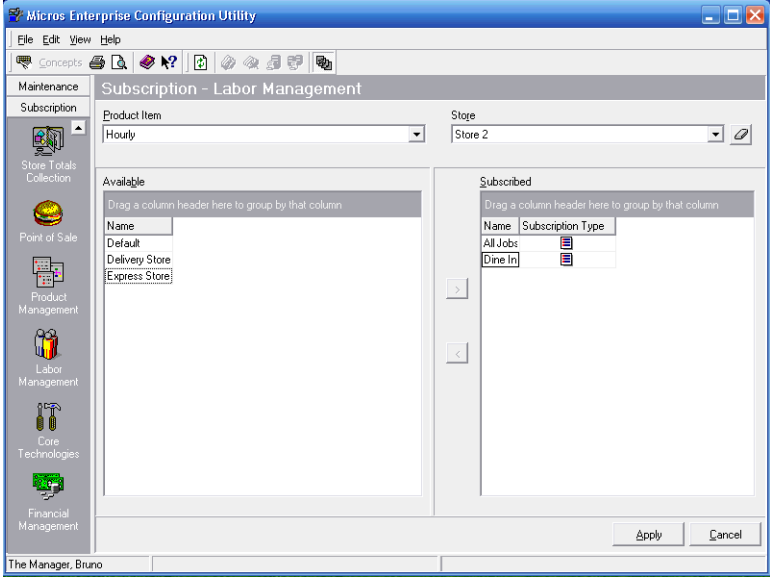 Micros Enterprise Configuration Utility
File Edit View Help
Concepts
Maintenance
Subscription
Store Totals
Collection
Point of Sale
Product
Management
Labor
Management
Core
Technologies
Financial
Management
Subscription - Labor Management
Product Item
Hourly
Store
Store 2
Available
Drag a column header here to group by that column
Name
Default
Delivery Store
Express Store
>
<
Subscribed
Drag a column header here to group by that column
Name Subscription Type
All Jobs
Dine In
Apply Cancel
The Manager, Bruno